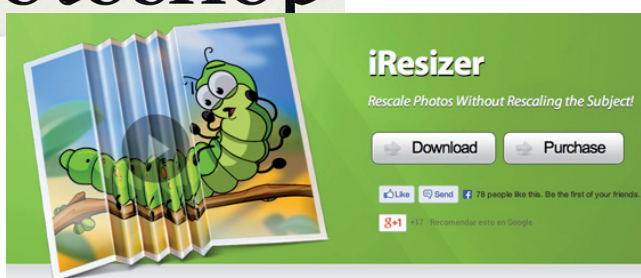 iResizer
Rescale Photos Without Rescaling the Subject!
Download Purchase
Like Send 78 people like this. Be the first of your friends.
+1 +17 Recomendar esto en Google